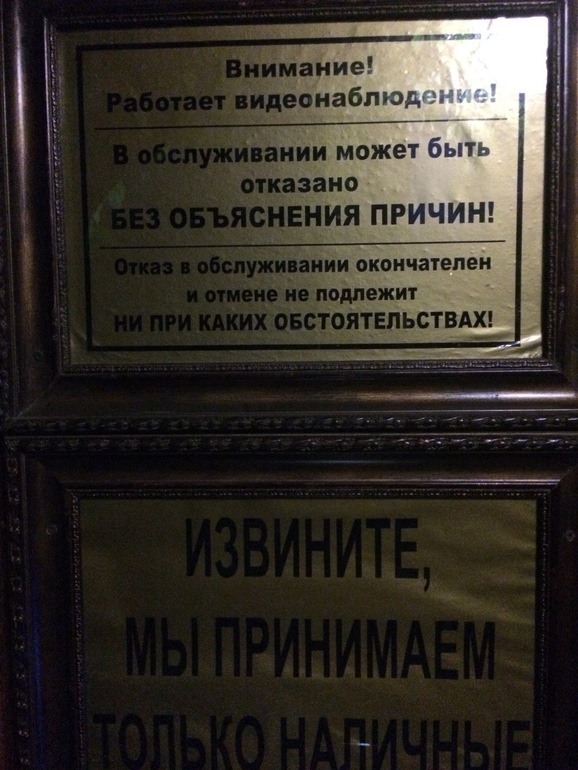 Внимание!
Работает видеонаблюдение!
В обслуживании может быть
отказано
БЕЗ ОБЪЯСНЕНИЯ ПРИЧИН!
Отказ в обслуживании окончателен
и отмене не подлежит
НИ ПРИ КАКИХ ОБСТОЯТЕЛЬСТВАХ!
ИЗВИНИТЕ,
МЫ ПРИНИМАЕМ
ТОЛЬКО НАЛИЧНЫЕ